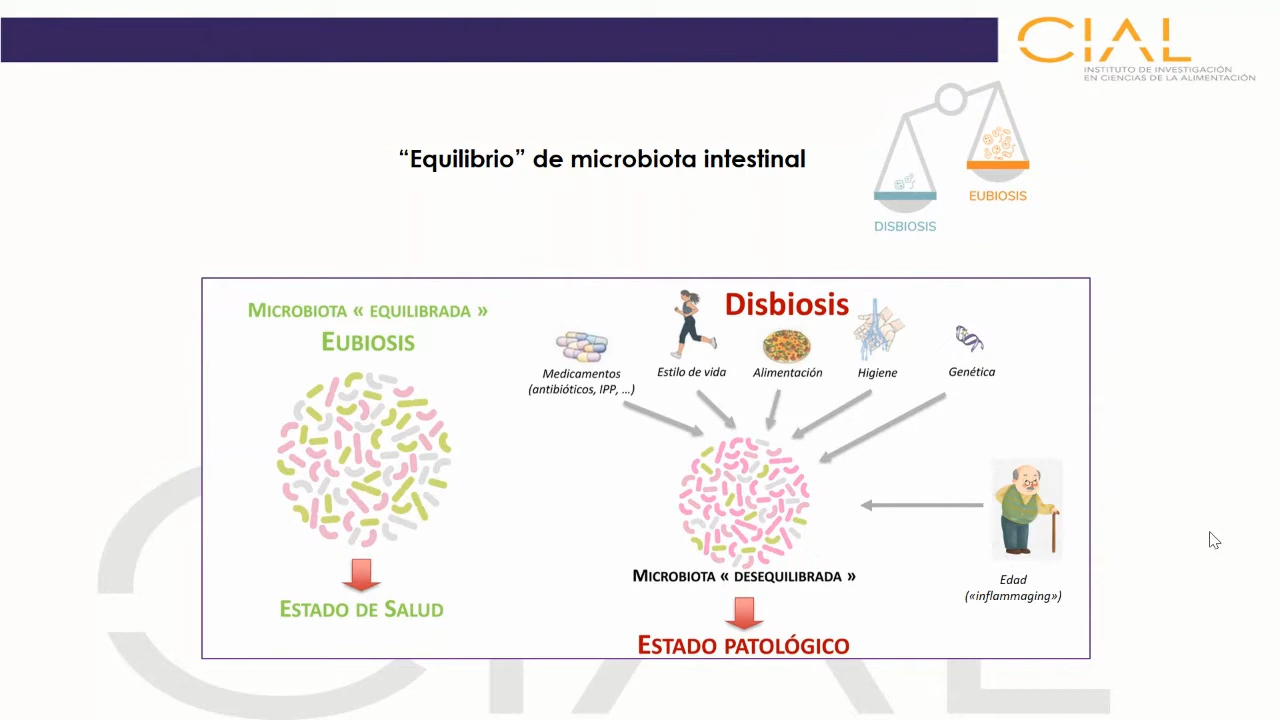 CIAL
INSTITUTO DE INVESTIGACIÓN
EN CIENCIAS DE LA ALIMENTACIÓN
“Equilibrio” de microbiota intestinal
EUBIOSIS
DISBIOSIS
MICROBIOTA « EQUILIBRADA »
EUBIOSIS
ESTADO DE SALUD
Disbiosis
Medicamentos
(antibióticos, IPP, ...)
Estilo de vida
Alimentación
Higiene
Genética
Edad
(«inflammaging»)
MICROBIOTA « DESEQUILIBRADA »
ESTADO PATOLÓGICO
CIAL